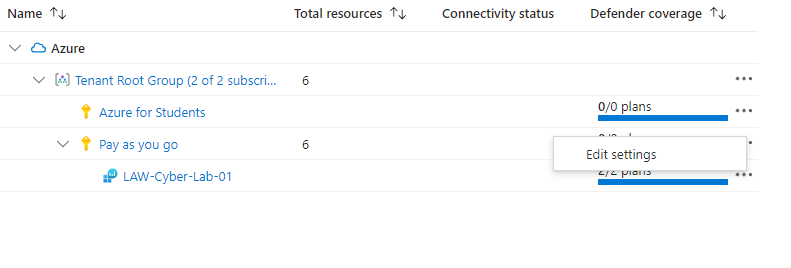 Name ↑↓ Total resources ↑↓ Connectivity status Defender coverage ↑↓
Azure
Tenant Root Group (2 of 2 subscri... 6 ...
Azure for Students 0/0 plans ...
Pay as you go 6
Edit settings
LAW-Cyber-Lab-01 2/2 plans ...